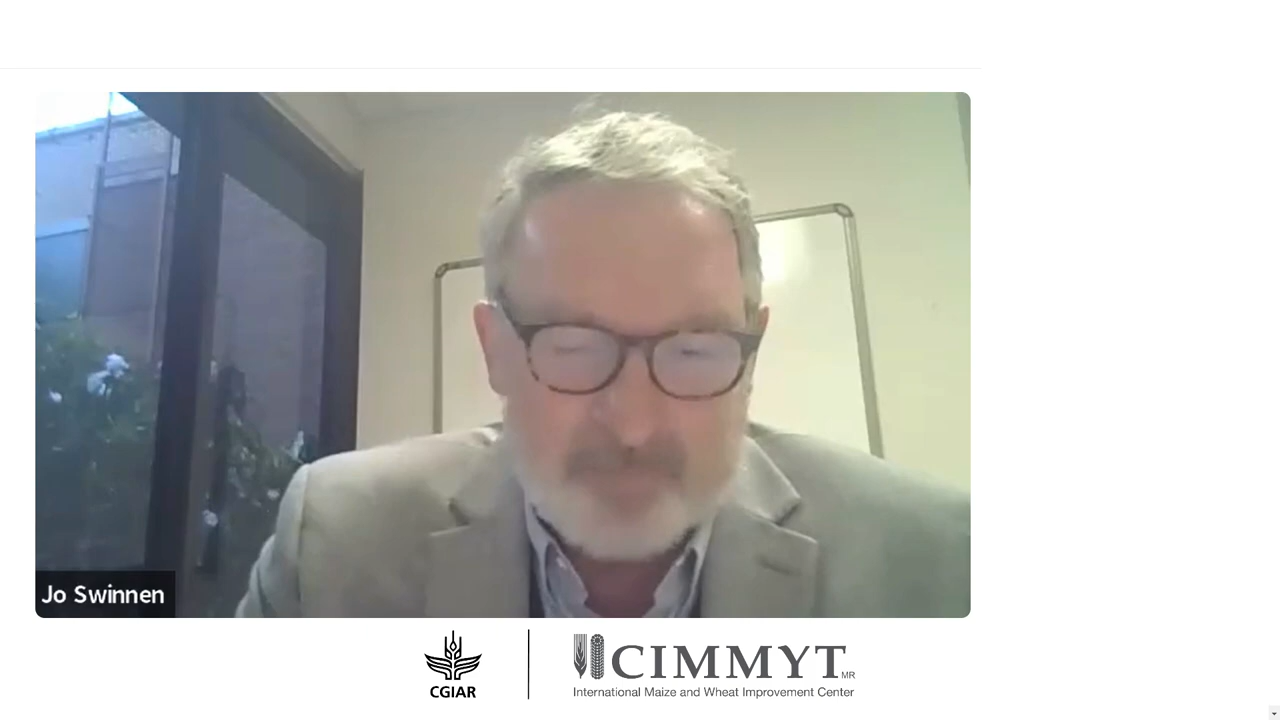 Jo Swinnen
CGIAR
CIMMYT
MR
International Maize and Wheat Improvement Center